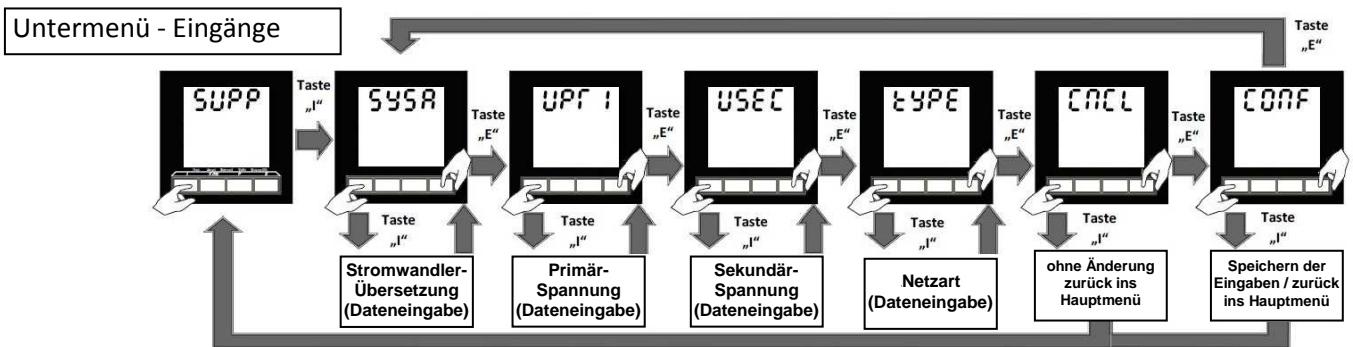 Untermenü - Eingänge
Taste
„E“
SUPP
Taste
„I“
SYSA
Taste
„E“
UPr 1
Taste
„E“
USEC
Taste
„E“
tYPE
Taste
„E“
CnCL
Taste
„E“
COnF
Taste
„I“
Taste
„I“
Taste
„I“
Taste
„I“
Taste
„I“
Taste
„I“
Stromwandler-
Übersetzung
(Dateneingabe)
Primär-
Spannung
(Dateneingabe)
Sekundär-
Spannung
(Dateneingabe)
Netzart
(Dateneingabe)
ohne Änderung
zurück ins
Hauptmenü
Speichern der
Eingaben / zurück
ins Hauptmenü